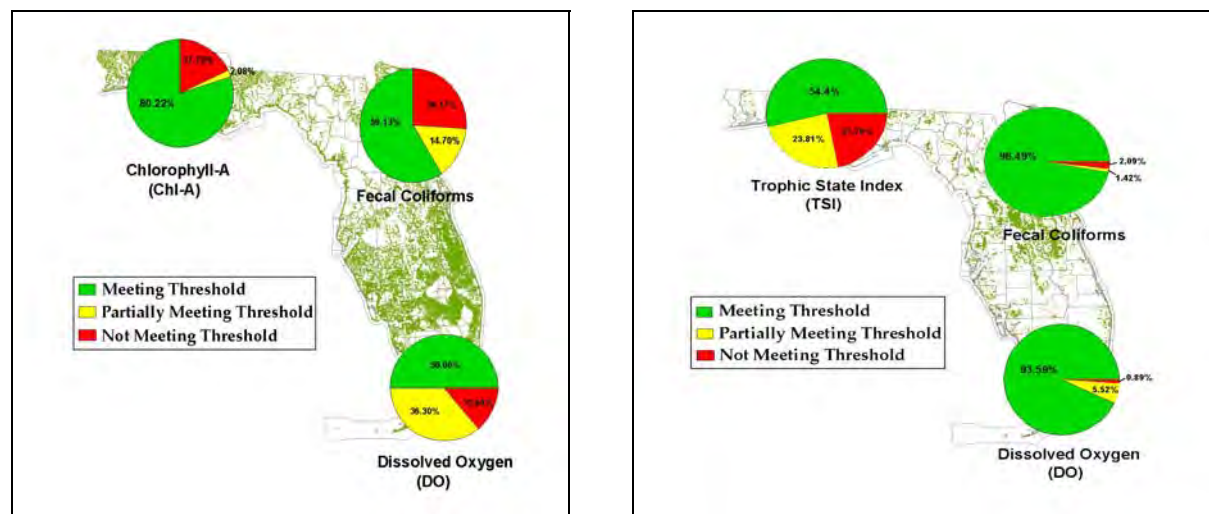 2.08%
80.22%
14.70%
Chlorophyll-A
(Chl-A)
Fecal Coliforms
Meeting Threshold
Partially Meeting Threshold
Not Meeting Threshold
36.30%
Dissolved Oxygen
(DO)
54.4%
23.81%
Trophic State Index
(TSI)
96.49%
2.09%
1.42%
Fecal Coliforms
Meeting Threshold
Partially Meeting Threshold
Not Meeting Threshold
93.59%
0.89%
5.52%
Dissolved Oxygen
(DO)